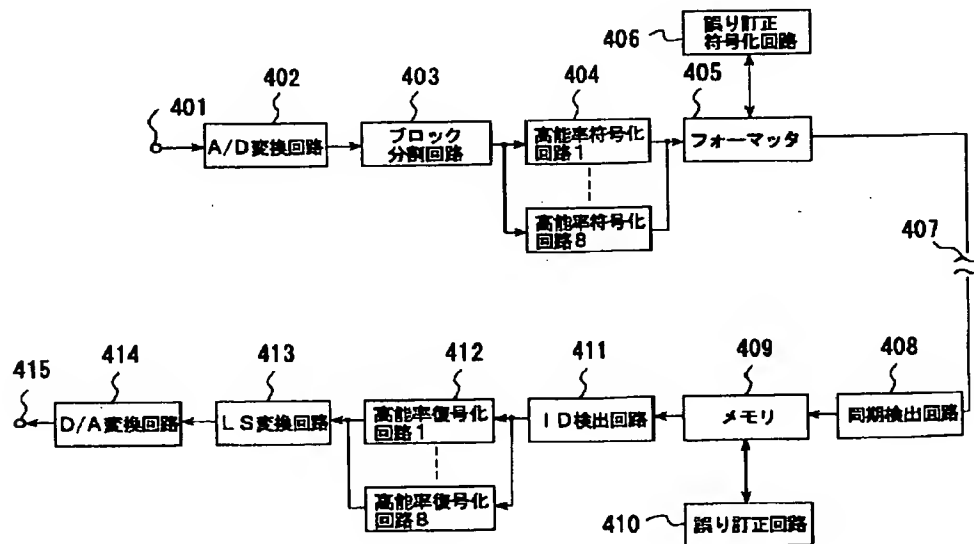 406
誤り訂正
符号化回路
401
402
403
404
405
A/D変換回路
ブロック
分割回路
高能率符号化
回路1
フォーマッタ
高能率符号化
回路8
407
415
414
413
412
411
409
408
D/A変換回路
LS変換回路
高能率復号化
回路1
ID検出回路
メモリ
同期検出回路
高能率復号化
回路8
410
誤り訂正回路